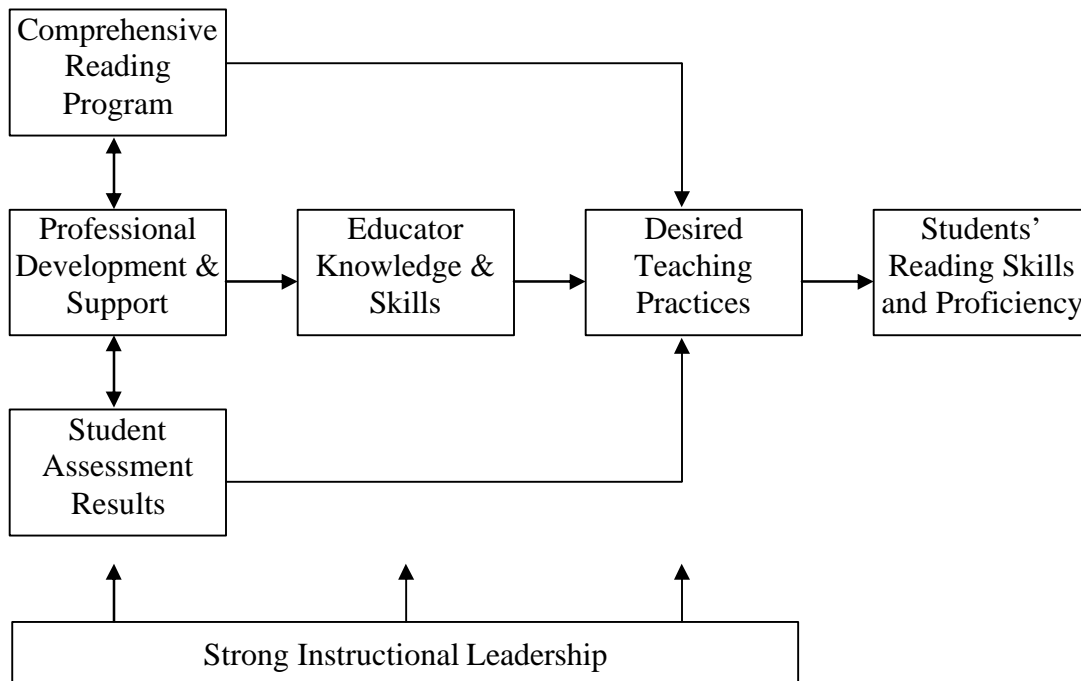 Comprehensive
Reading
Program
Professional
Development &
Support
Educator
Knowledge &
Skills
Desired
Teaching
Practices
Students’
Reading Skills
and Proficiency
Student
Assessment
Results
Strong Instructional Leadership